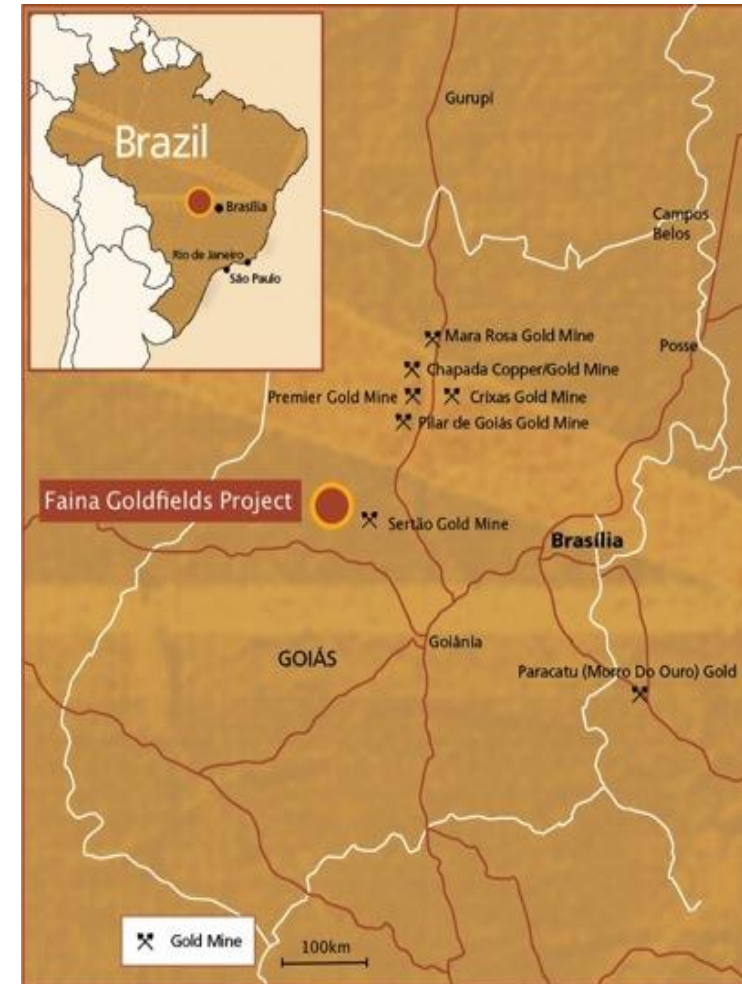 Brazil
Brasília
Rio de Janeiro
São Paulo
Gurupi
Campos
Belos
Mara Rosa Gold Mine
Posse
Chapada Copper/Gold Mine
Premier Gold Mine
Crixas Gold Mine
Pilar de Goiás Gold Mine
Faina Goldfields Project
Sertão Gold Mine
Brasília
Goiânia
GOIÁS
Paracatu (Morro Do Ouro) Gold
Gold Mine
100km